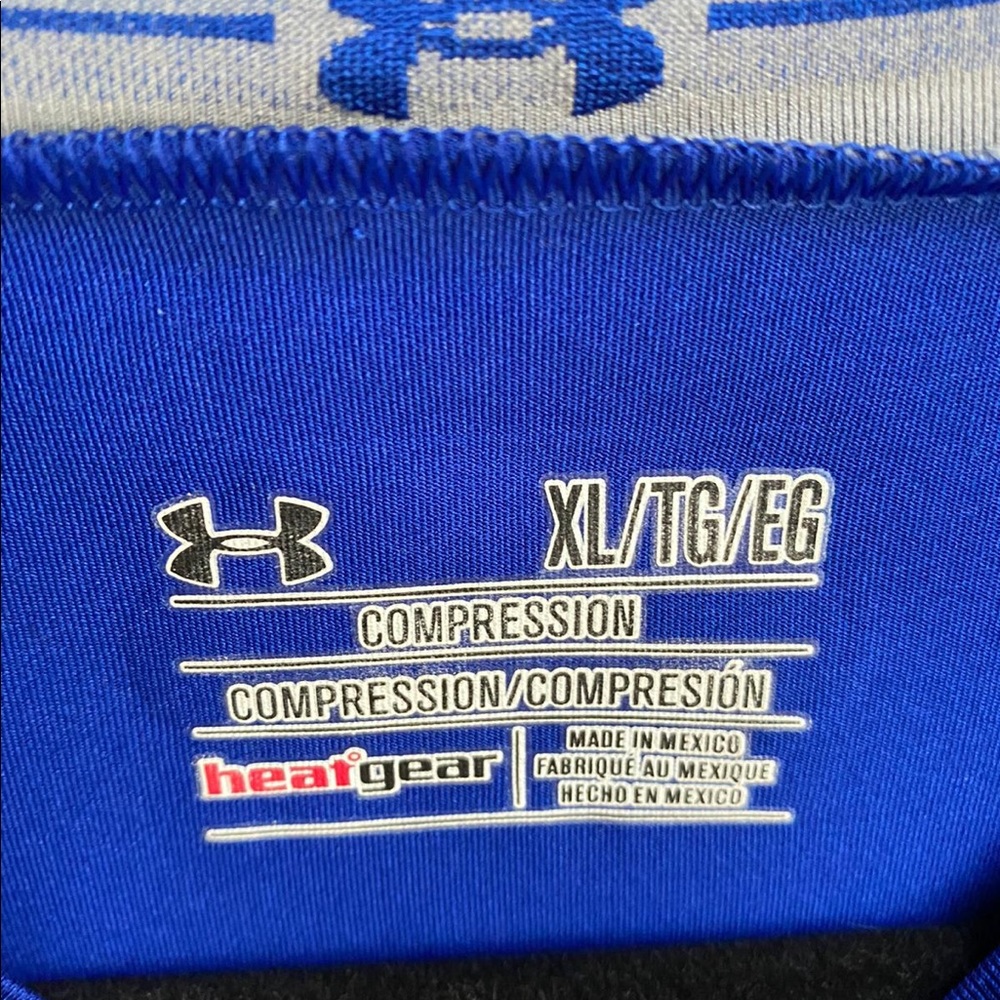 XL/TG/EG
COMPRESSION
COMPRESSION/COMPRESIÓN
heatgear
MADE IN MEXICO
FABRIQUÉ AU MEXIQUE
HECHO EN MEXICO